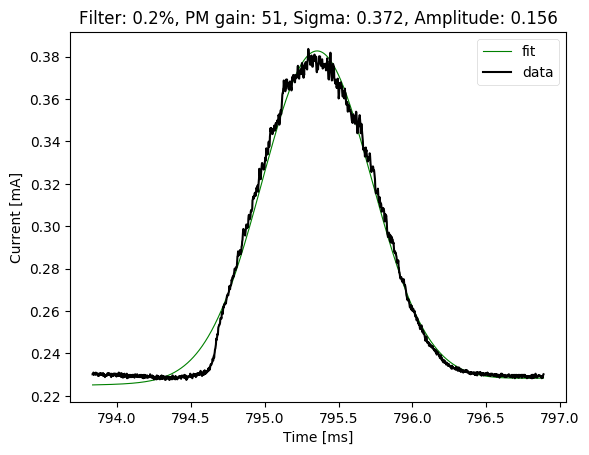 Filter: 0.2%, PM gain: 51, Sigma: 0.372, Amplitude: 0.156
fit
data
Current [mA]
0.38
0.36
0.34
0.32
0.30
0.28
0.26
0.24
0.22
794.0 794.5 795.0 795.5 796.0 796.5 797.0
Time [ms]